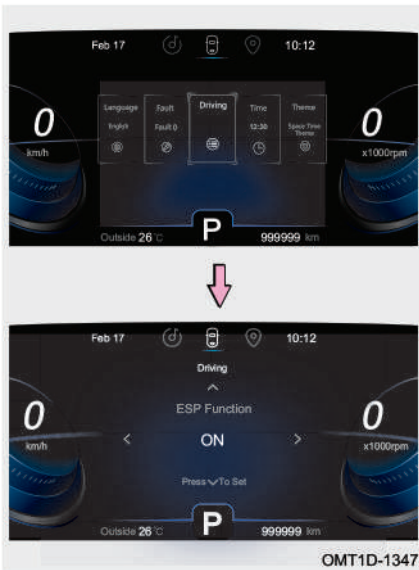 Feb 17 10:12
Language Fault Driving Time Theme
English Fault 0 12:30 Space Time
Theme
0 0
km/h x1000rpm
P
Outside 26°C 999999 km
Feb 17 10:12
Driving
ESP Function
0 ON 0
km/h x1000rpm
Press To Set
P
Outside 26°C 999999 km
OMT1D-1347